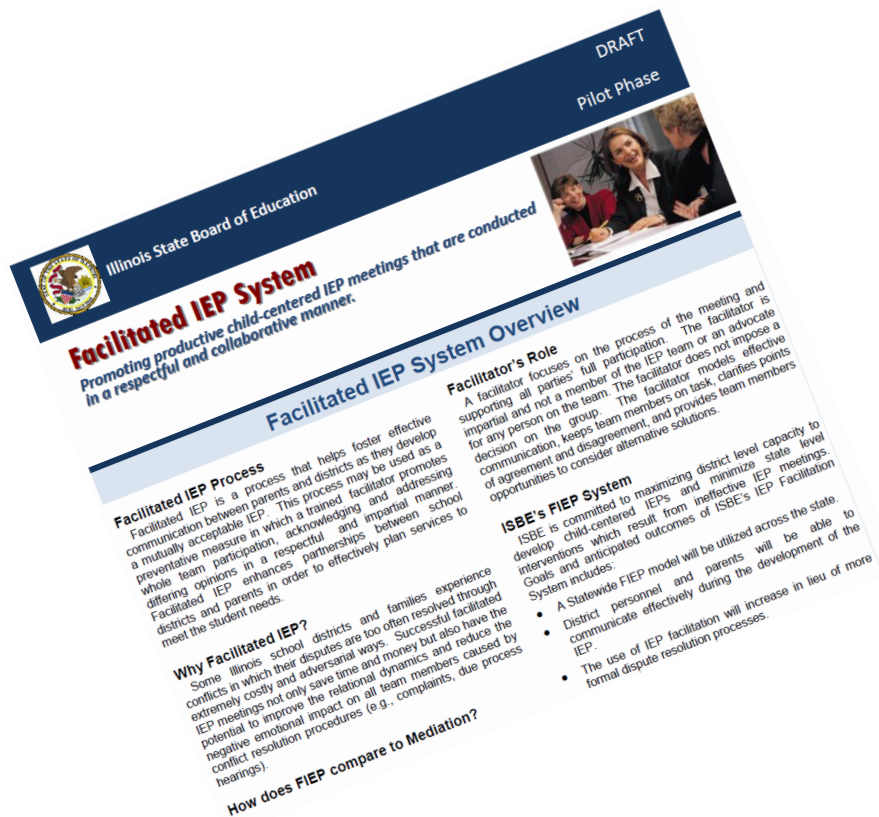 DRAFT
Pilot Phase
Illinois State Board of Education
Facilitated IEP System
Promoting productive child-centered IEP meetings that are conducted
in a respectful and collaborative manner.
Facilitated IEP System Overview
Facilitated IEP Process
Facilitated IEP is a process that helps foster effective
communication between parents and districts as they develop
a mutually acceptable IEP. This process may be used as a
preventative measure in which a trained facilitator promotes
whole team participation, acknowledging and addressing
differing opinions in a respectful and impartial manner.
Facilitated IEP enhances partnerships between school
districts and parents in order to effectively plan services to
meet the student needs.
Why Facilitated IEP?
Some Illinois school districts and families experience
conflicts in which their disputes are too often resolved through
extremely costly and adversarial ways. Successful facilitated
IEP meetings not only save time and money but also have the
potential to improve the relational dynamics and reduce the
negative emotional impact on all team members caused by
conflict resolution procedures (e.g., complaints, due process
hearings).
How does FIEP compare to Mediation?
Facilitator's Role
A facilitator focuses on the process of the meeting and
supporting all parties' full participation. The facilitator is
impartial and not a member of the IEP team or an advocate
for any person on the team. The facilitator does not impose a
decision on the group. The facilitator models effective
communication, keeps team members on task, clarifies points
of agreement and disagreement, and provides team members
opportunities to consider alternative solutions.
ISBE's FIEP System
ISBE is committed to maximizing district level capacity to
develop child-centered IEPs and minimize state level
interventions which result from ineffective IEP meetings.
Goals and anticipated outcomes of ISBE's IEP Facilitation
System includes:
• A Statewide FIEP model will be utilized across the state.
• District personnel and parents will be able to
communicate effectively during the development of the
IEP.
• The use of IEP facilitation will increase in lieu of more
formal dispute resolution processes.